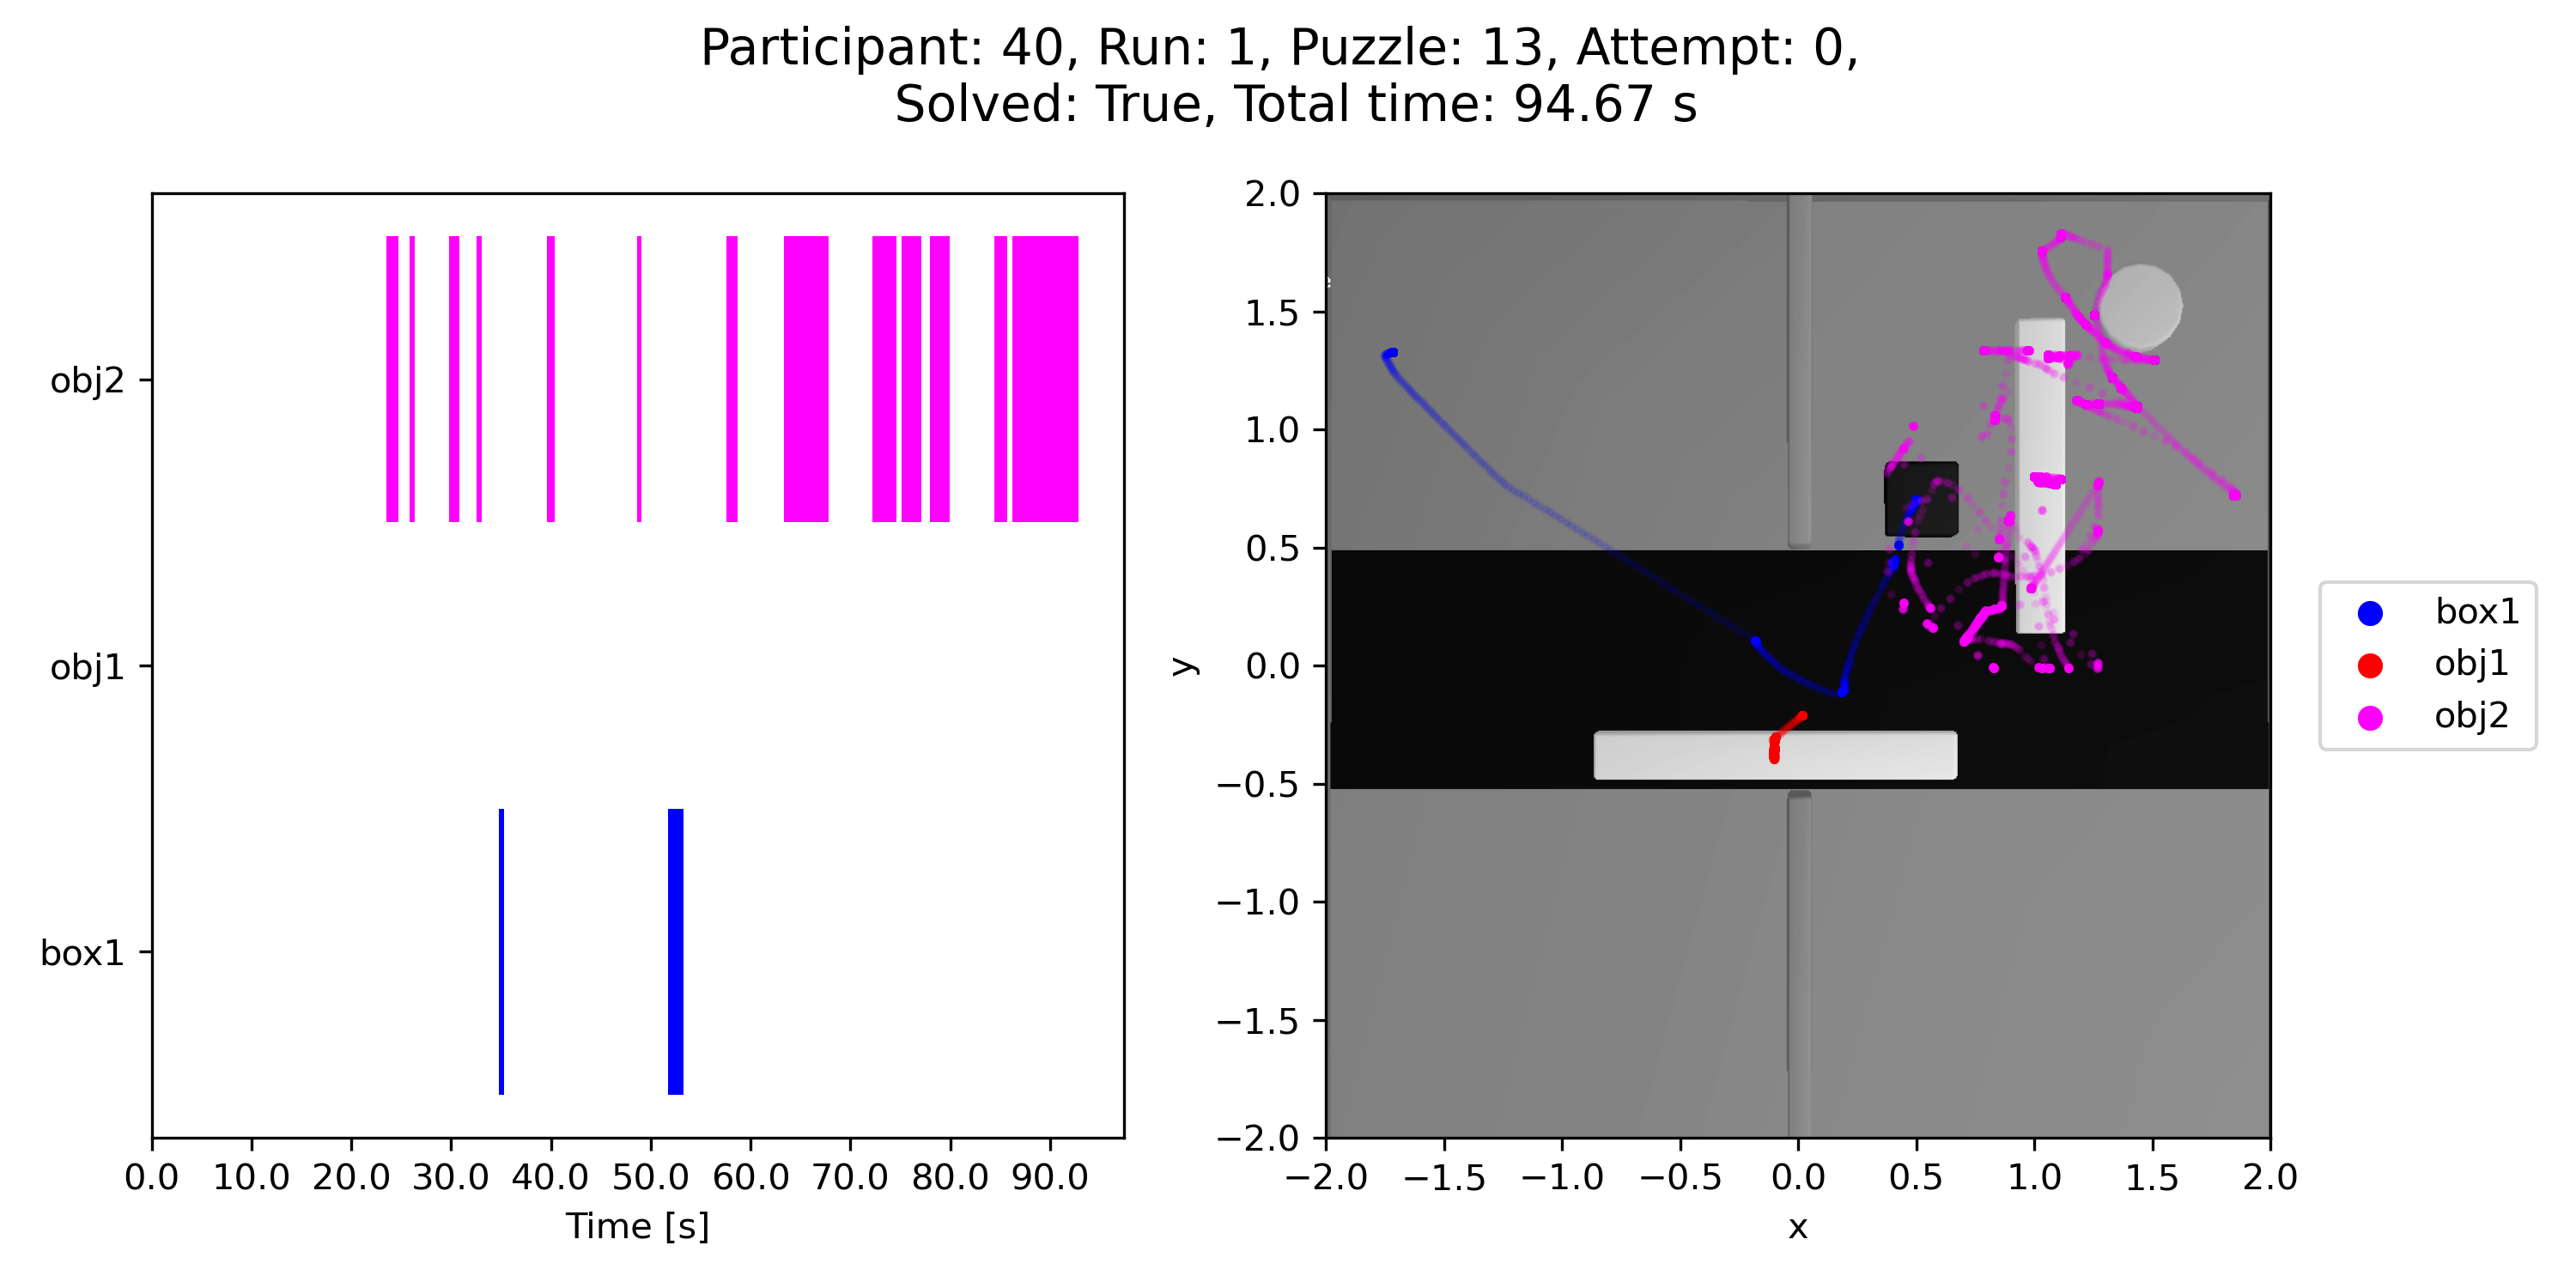 Participant: 40, Run: 1, Puzzle: 13, Attempt: 0,
Solved: True, Total time: 94.67 s
obj2
obj1
box1
0.0 10.0 20.0 30.0 40.0 50.0 60.0 70.0 80.0 90.0
Time [s]
2.0
1.5
1.0
0.5
0.0
−0.5
−1.0
−1.5
−2.0
y
−2.0 −1.5 −1.0 −0.5 0.0 0.5 1.0 1.5 2.0
x
box1
obj1
obj2